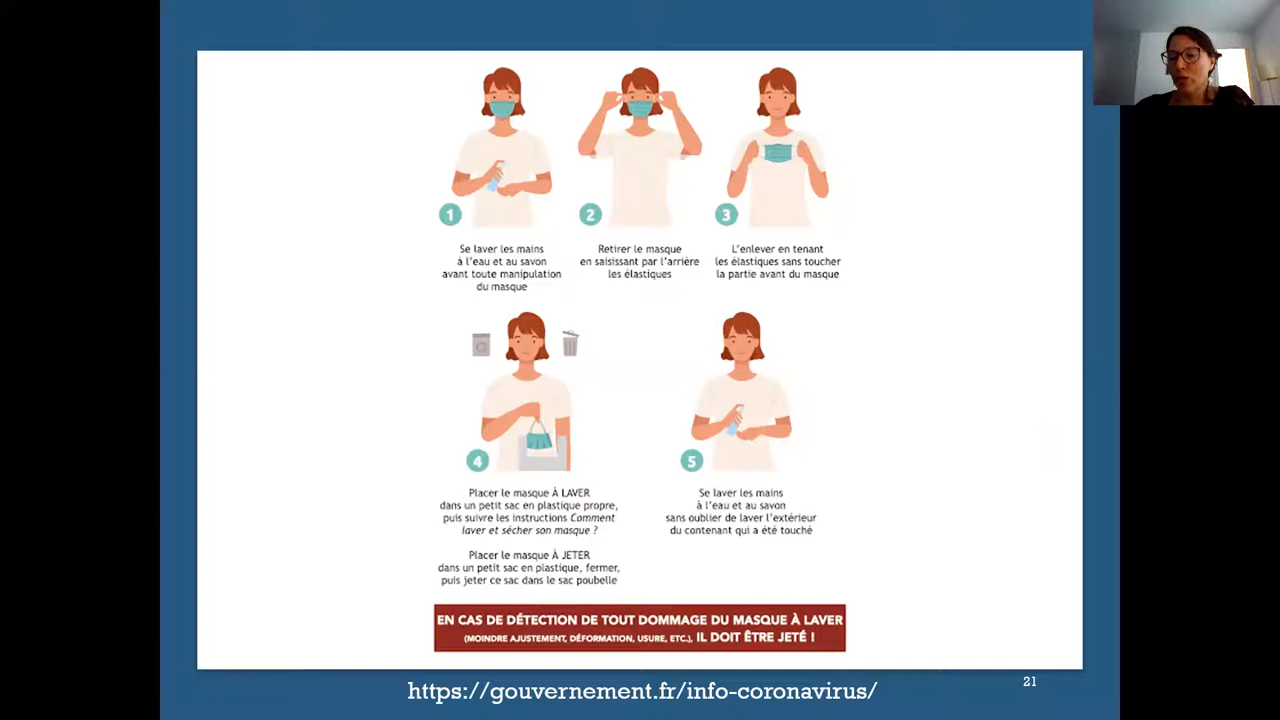 1
Se laver les mains
à l'eau et au savon
avant toute manipulation
du masque
2
Retirer le masque
en saisissant par l'arrière
les élastiques
3
L'enlever en tenant
les élastiques sans toucher
la partie avant du masque
4
Placer le masque À LAVER
dans un petit sac en plastique propre,
puis suivre les instructions Comment
laver et sécher son masque ?
Placer le masque À JETER
dans un petit sac en plastique, fermer,
puis jeter ce sac dans le sac poubelle
5
Se laver les mains
à l'eau et au savon
sans oublier de laver l'extérieur
du contenant qui a été touché
EN CAS DE DÉTECTION DE TOUT DOMMAGE DU MASQUE À LAVER
(MOINDRE AJUSTEMENT, DÉFORMATION, USURE, ETC.), IL DOIT ÊTRE JETÉ !
https://gouvernement.fr/info-coronavirus/
21